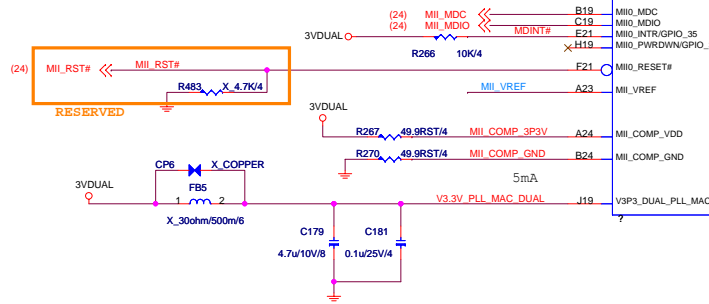 (24) MII_MDC B19 MII0_MDC
(24) MII_MDIO C19 MII0_MDIO
3VDUAL MDINT# E21 MII0_INTR/GPIO_35
R266 10K/4 H19 MII0_PWRDWN/GPIO_
(24) MII_RST# MII_RST# F21 MII0_RESET#
R483 X_4.7K/4
MII_VREF A23 MII_VREF
RESERVED
3VDUAL
R267 49.9RST/4 MII_COMP_3P3V A24 MII_COMP_VDD
R270 49.9RST/4 MII_COMP_GND B24 MII_COMP_GND
CP6 X_COPPER
5mA
3VDUAL
FB5
1 2 V3.3V_PLL_MAC_DUAL J19 V3P3_DUAL_PLL_MAC
?
X_30ohm/500m/6
C179 C181
4.7u/10V/8 0.1u/25V/4